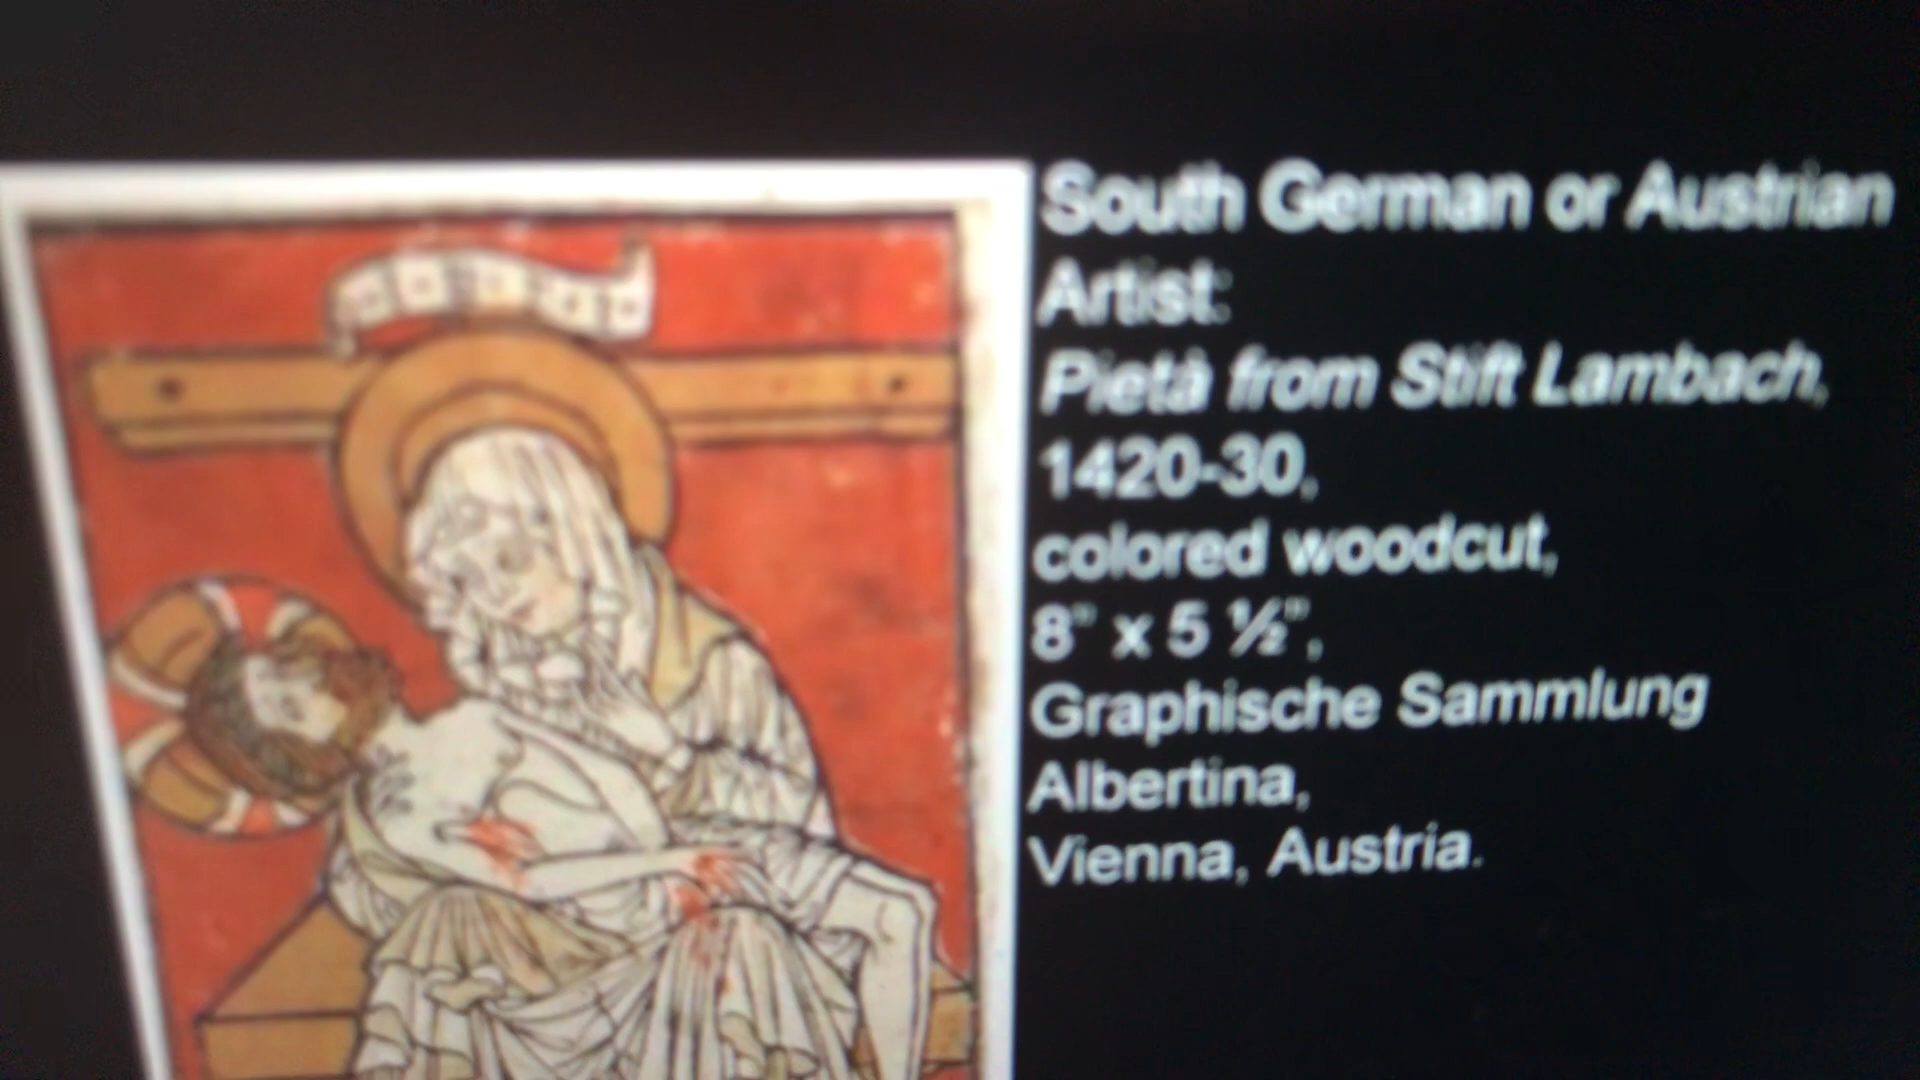 South German or Austrian
Artist:
Pietà from Stift Lambach,
1420-30,
colored woodcut,
8” x 5 ½”,
Graphische Sammlung
Albertina,
Vienna, Austria.